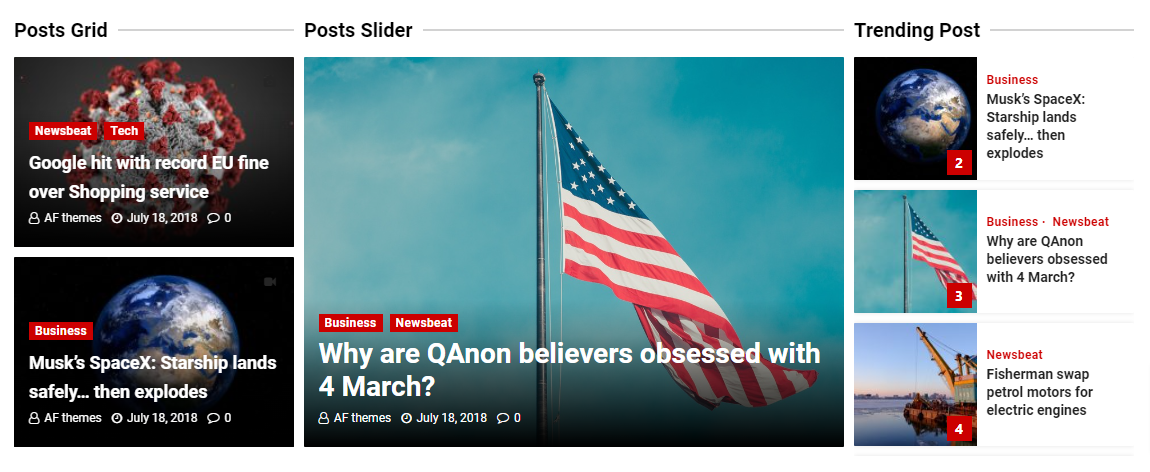 Posts Grid
Newsbeat Tech
Google hit with record EU fine
over Shopping service
AF themes July 18, 2018 0
Business
Musk’s SpaceX: Starship lands
safely… then explodes
AF themes July 18, 2018 0
Posts Slider
Business Newsbeat
Why are QAnon believers obsessed with
4 March?
AF themes July 18, 2018 0
Trending Post
2
Business
Musk’s SpaceX:
Starship lands
safely… then
explodes
3
Business · Newsbeat
Why are QAnon
believers obsessed
with 4 March?
4
Newsbeat
Fisherman swap
petrol motors for
electric engines